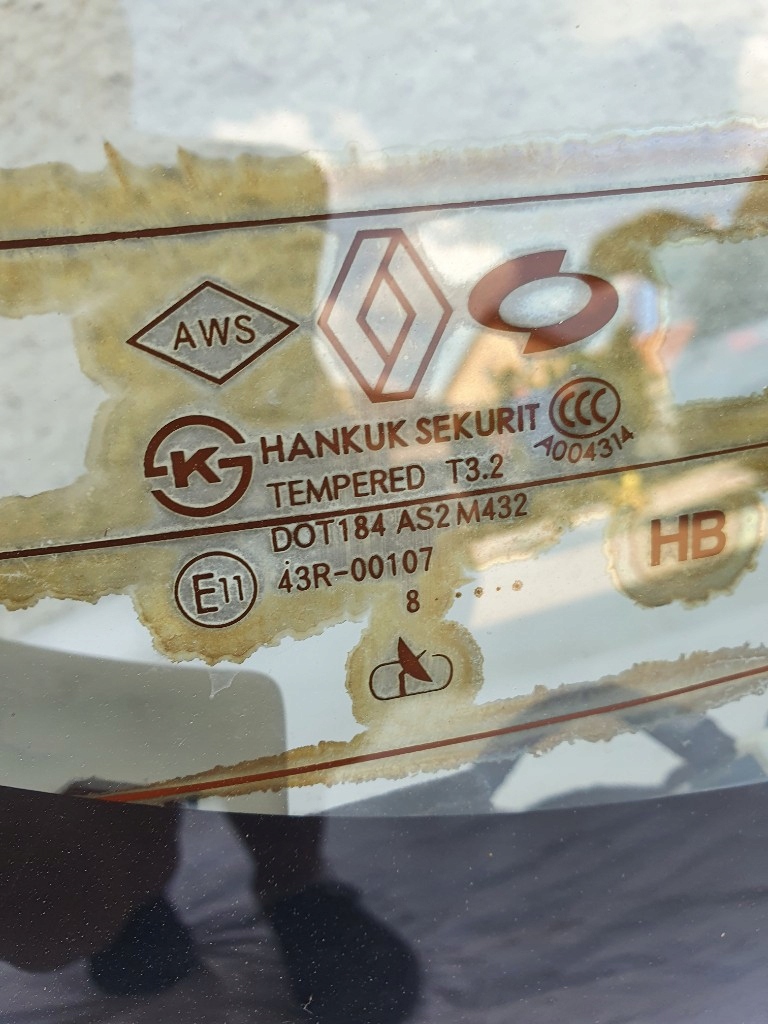 AWS
HANKUK SEKURIT
CCC
A004314
K
TEMPERED T3.2
DOT184 AS2 M432
HB
E11
43R-00107
8